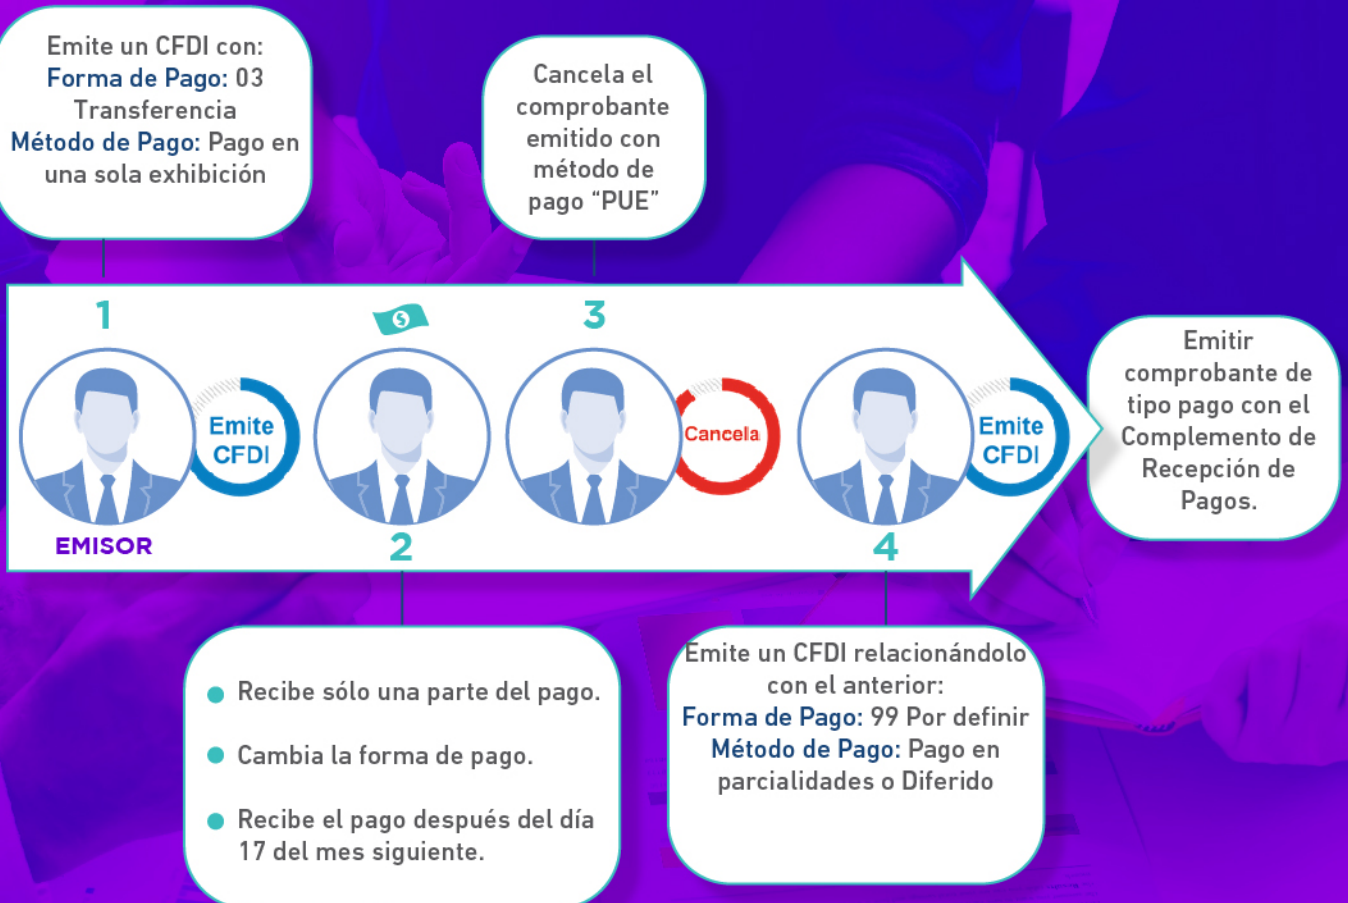 Emite un CFDI con:
Forma de Pago: 03
Transferencia
Método de Pago: Pago en
una sola exhibición
Cancela el
comprobante
emitido con
método de
pago “PUE”
1
3
Emite
CFDI
Cancela
Emite
CFDI
EMISOR
2
4
Emitir
comprobante de
tipo pago con el
Complemento de
Recepción de
Pagos.
Recibe sólo una parte del pago.
Cambia la forma de pago.
Recibe el pago después del día
17 del mes siguiente.
Emite un CFDI relacionándolo
con el anterior:
Forma de Pago: 99 Por definir
Método de Pago: Pago en
parcialidades o Diferido